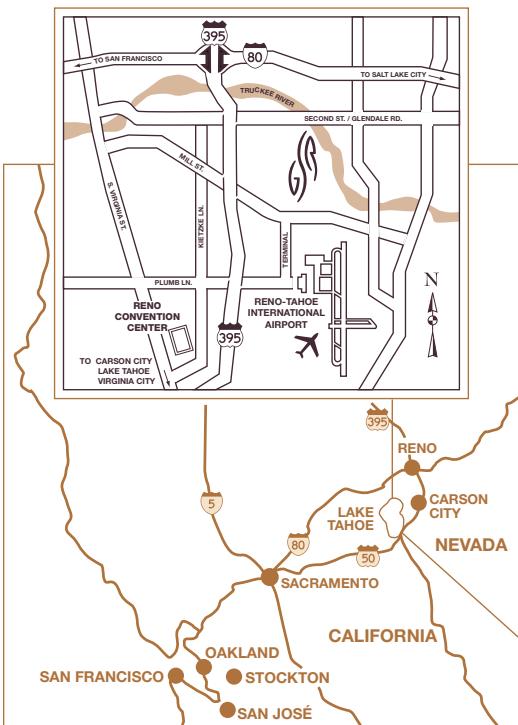 395
80
TO SAN FRANCISCO
TO SALT LAKE CITY
TRUCKEE RIVER
SECOND ST. / GLENDALE RD.
MILL ST.
GSR
S. VIRGINIA ST.
KIETZKE LN.
TERMINAL
PLUMB LN.
N
RENO
CONVENTION
CENTER
RENO-TAHOE
INTERNATIONAL
AIRPORT
395
TO CARSON CITY
LAKE TAHOE
VIRGINIA CITY
395
RENO
5
LAKE
TAHOE
CARSON
CITY
80
50
NEVADA
SACRAMENTO
CALIFORNIA
OAKLAND
SAN FRANCISCO
STOCKTON
SAN JOSÉ